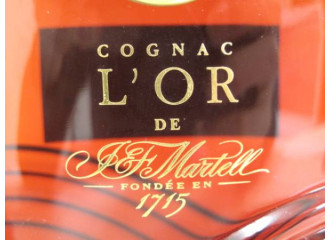 COGNAC
L'OR
DE
J&F Martell
FONDÉE EN
1715